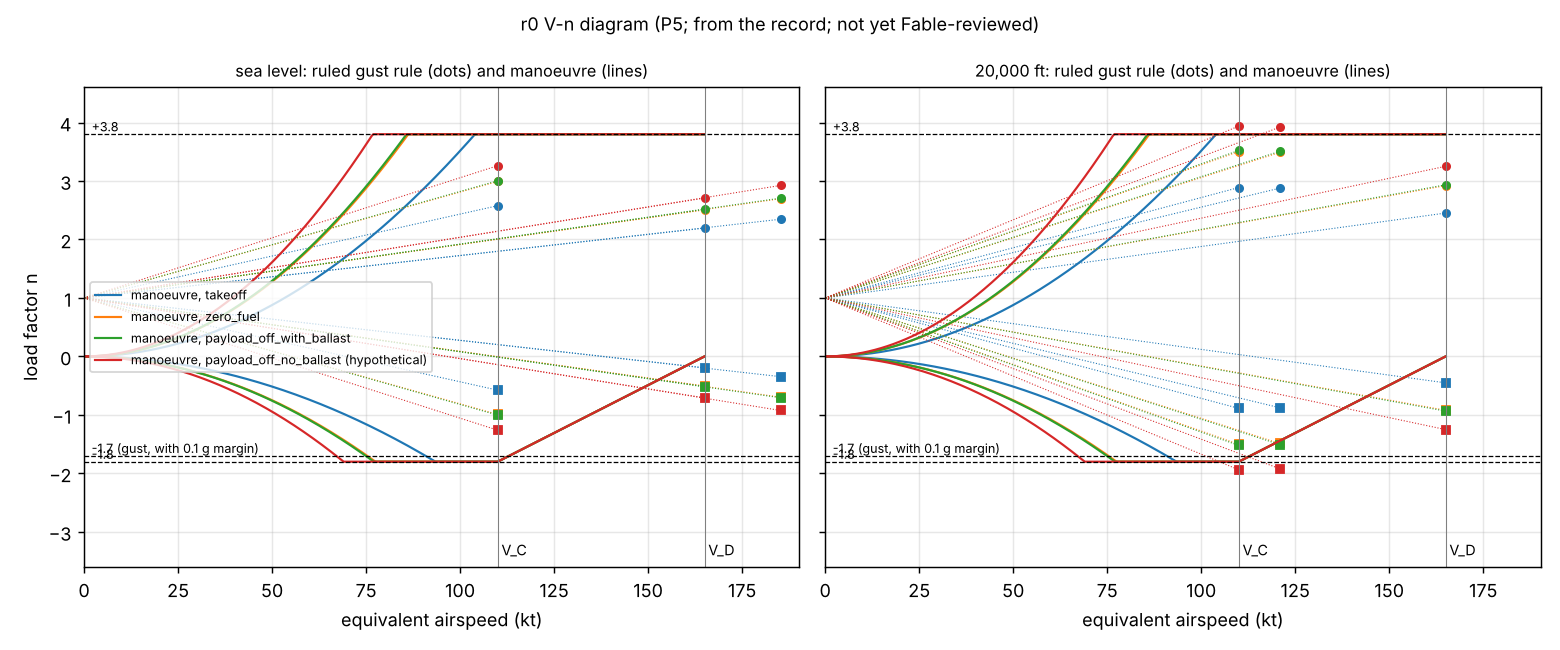 r0 V-n diagram (P5; from the record; not yet Fable-reviewed)
sea level: ruled gust rule (dots) and manoeuvre (lines)
20,000 ft: ruled gust rule (dots) and manoeuvre (lines)
load factor n
4
3
2
1
0
−1
−2
−3
+3.8
manoeuvre, takeoff
manoeuvre, zero_fuel
manoeuvre, payload_off_with_ballast
manoeuvre, payload_off_no_ballast (hypothetical)
-1.7 (gust, with 0.1 g margin)
-1.8
V_C
V_D
0 25 50 75 100 125 150 175
equivalent airspeed (kt)
+3.8
-1.7 (gust, with 0.1 g margin)
-1.8
V_C
V_D
0 25 50 75 100 125 150 175
equivalent airspeed (kt)